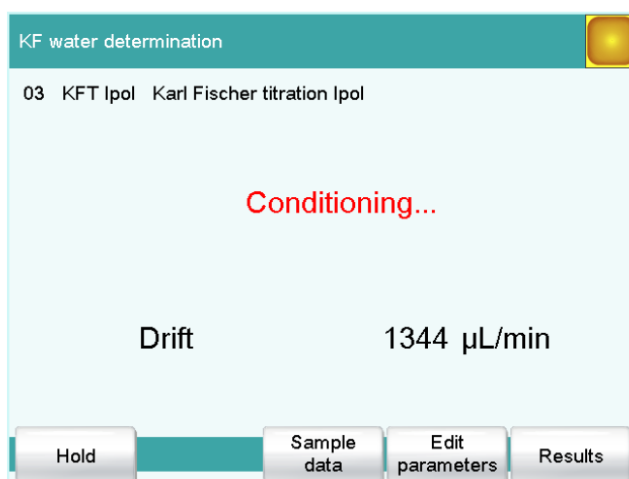 KF water determination
03 KFT Ipol Karl Fischer titration Ipol
Conditioning...
Drift 1344 µL/min
Hold
Sample data
Edit parameters
Results